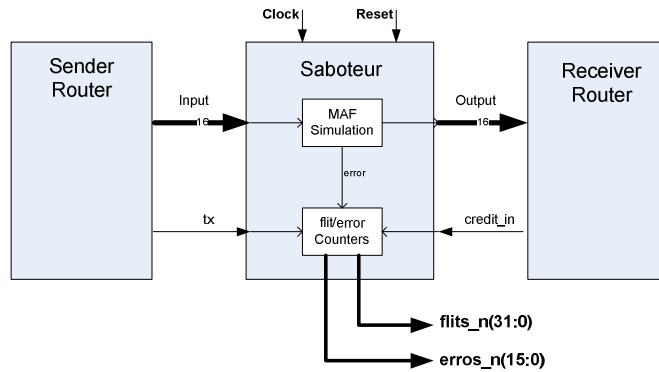 Clock
Reset
Sender
Router
Saboteur
Receiver
Router
Input
16
MAF
Simulation
Output
16
error
tx
flit/error
Counters
credit_in
flits_n(31:0)
erros_n(15:0)